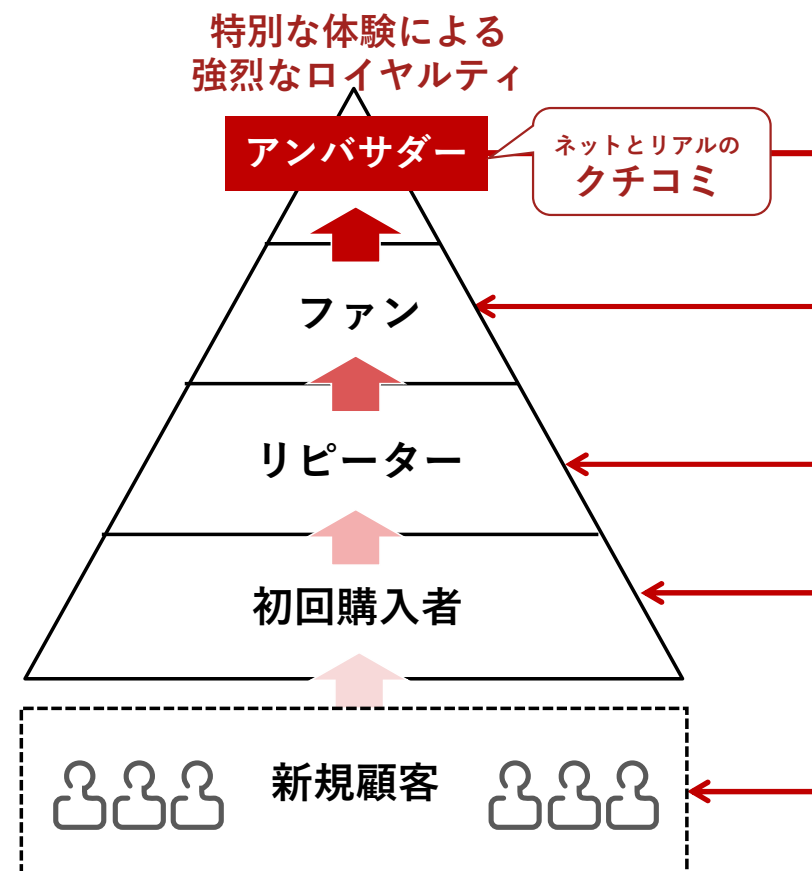 特別な体験による
強烈なロイヤルティ
アンバサダー
ネットとリアルの
クチコミ
ファン
リピーター
初回購入者
新規顧客